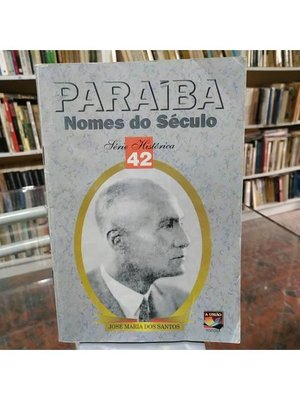 PARAÍBA
Nomes do Século
Série Histórica
42
JOSÉ MARIA DOS SANTOS
A UNIÃO